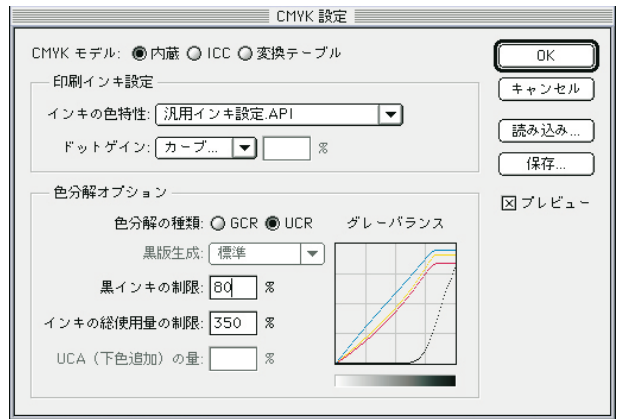 CMYK 設定
CMYK モデル: 内蔵 ICC 変換テーブル
印刷インキ設定
インキの色特性: 汎用インキ設定.API
ドットゲイン: カーブ... %
色分解オプション
色分解の種類: GCR UCR
黒版生成: 標準
黒インキの制限: 80 %
インキの総使用量の制限: 350 %
UCA（下色追加）の量: %
グレーバランス
OK
キャンセル
読み込み...
保存...
プレビュー